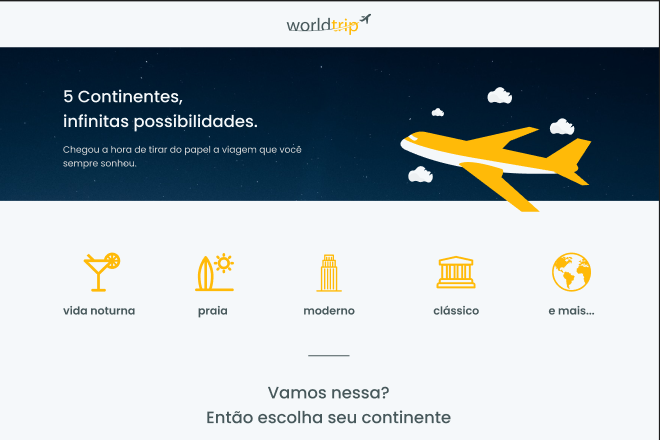 worldtrip
5 Continentes,
infinitas possibilidades.
Chegou a hora de tirar do papel a viagem que você
sempre sonhou.
vida noturna
praia
moderno
clássico
e mais...
Vamos nessa?
Então escolha seu continente